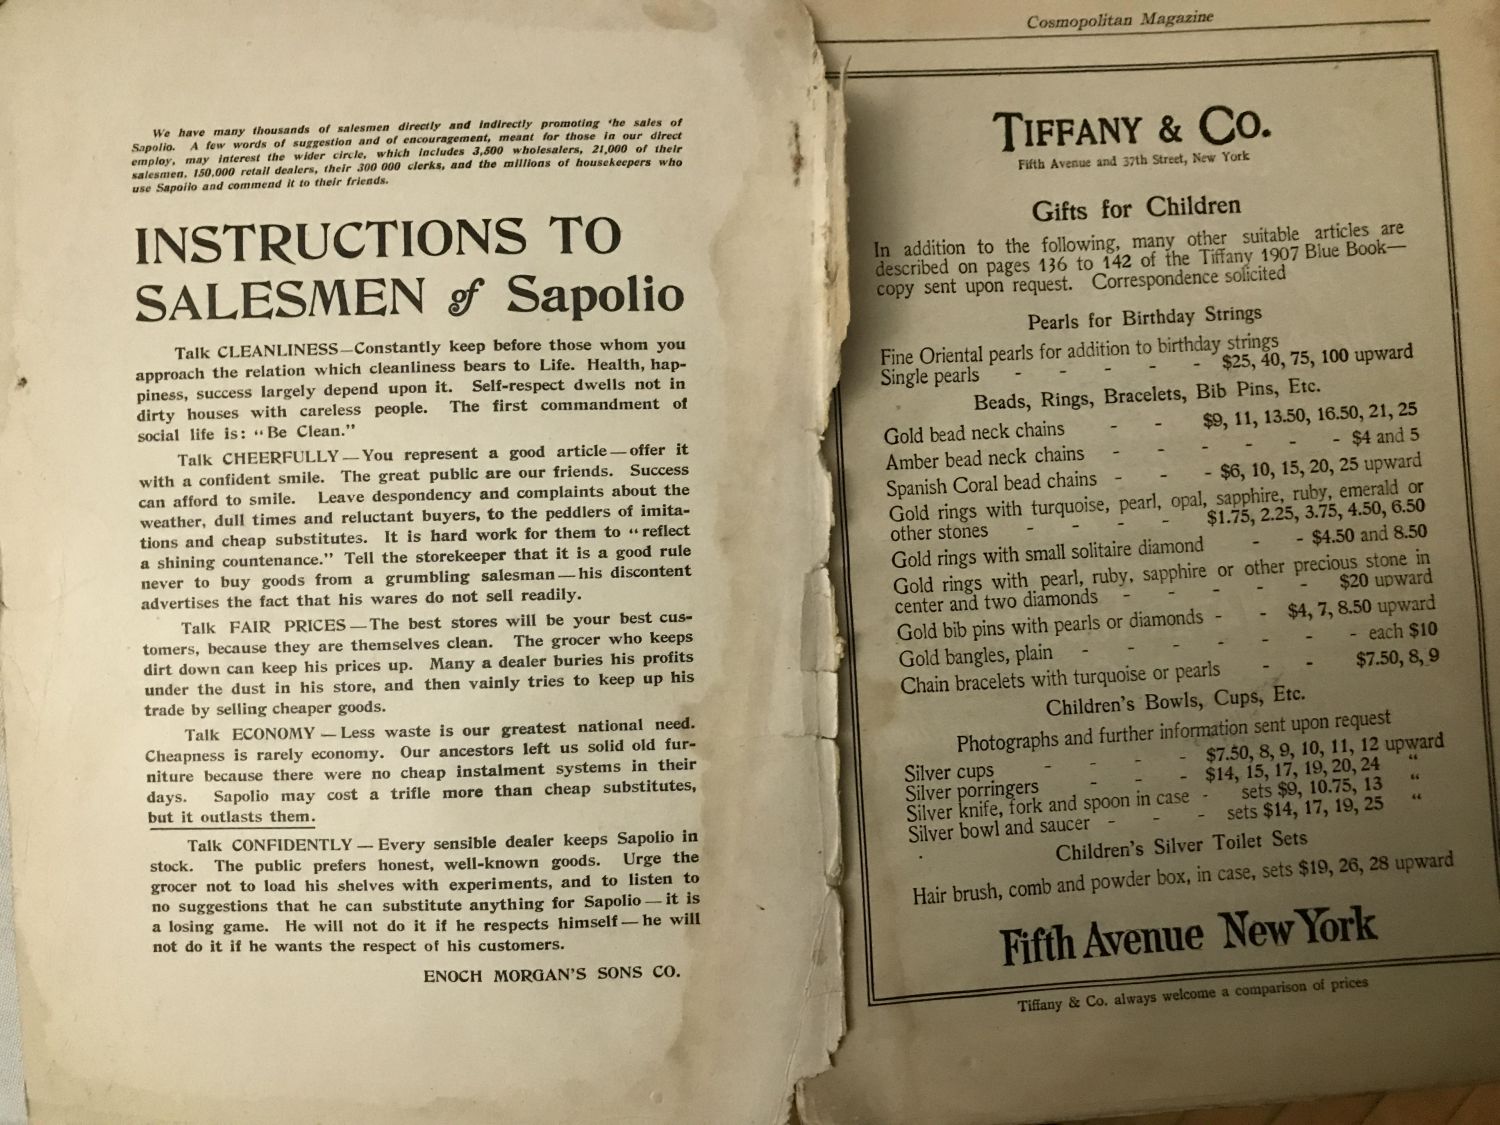 We have many thousands of salesmen directly and indirectly promoting 'he sales of
Sapolio. A few words of suggestion and of encouragement, meant for those in our direct
employ, may interest the wider circle, which includes 3,500 wholesalers, 21,000 of their
salesmen, 150,000 retail dealers, their 300 000 clerks, and the millions of housekeepers who
use Sapolio and commend it to their friends.
INSTRUCTIONS TO
SALESMEN of Sapolio
Talk CLEANLINESS—Constantly keep before those whom you
approach the relation which cleanliness bears to Life. Health, hap-
piness, success largely depend upon it. Self-respect dwells not in
dirty houses with careless people. The first commandment of
social life is: "Be Clean."
Talk CHEERFULLY—You represent a good article—offer it
with a confident smile. The great public are our friends. Success
can afford to smile. Leave despondency and complaints about the
weather, dull times and reluctant buyers, to the peddlers of imita-
tions and cheap substitutes. It is hard work for them to "reflect
a shining countenance." Tell the storekeeper that it is a good rule
never to buy goods from a grumbling salesman—his discontent
advertises the fact that his wares do not sell readily.
Talk FAIR PRICES—The best stores will be your best cus-
tomers, because they are themselves clean. The grocer who keeps
dirt down can keep his prices up. Many a dealer buries his profits
under the dust in his store, and then vainly tries to keep up his
trade by selling cheaper goods.
Talk ECONOMY—Less waste is our greatest national need.
Cheapness is rarely economy. Our ancestors left us solid old fur-
niture because there were no cheap instalment systems in their
days. Sapolio may cost a trifle more than cheap substitutes,
but it outlasts them.
Talk CONFIDENTLY—Every sensible dealer keeps Sapolio in
stock. The public prefers honest, well-known goods. Urge the
grocer not to load his shelves with experiments, and to listen to
no suggestions that he can substitute anything for Sapolio—it is
a losing game. He will not do it if he respects himself—he will
not do it if he wants the respect of his customers.
ENOCH MORGAN'S SONS CO.
Cosmopolitan Magazine
TIFFANY & CO.
Fifth Avenue and 37th Street, New York
Gifts for Children
In addition to the following, many other suitable articles are
described on pages 136 to 142 of the Tiffany 1907 Blue Book—
copy sent upon request. Correspondence solicited
Pearls for Birthday Strings
Fine Oriental pearls for addition to birthday strings
Single pearls - - - - - $25, 40, 75, 100 upward
Beads, Rings, Bracelets, Bib Pins, Etc.
Gold bead neck chains - - $9, 11, 13.50, 16.50, 21, 25
Amber bead neck chains - - - - - - $4 and 5
Spanish Coral bead chains - - - $6, 10, 15, 20, 25 upward
Gold rings with turquoise, pearl, opal, sapphire, ruby, emerald or
other stones - - - - $1.75, 2.25, 3.75, 4.50, 6.50
Gold rings with small solitaire diamond - - $4.50 and 8.50
Gold rings with pearl, ruby, sapphire or other precious stone in
center and two diamonds - - - - - $20 upward
Gold bib pins with pearls or diamonds - - $4, 7, 8.50 upward
Gold bangles, plain - - - - - - - each $10
Chain bracelets with turquoise or pearls - - $7.50, 8, 9
Children's Bowls, Cups, Etc.
Photographs and further information sent upon request
Silver cups - - - - $7.50, 8, 9, 10, 11, 12 upward
Silver porringers - - - $14, 15, 17, 19, 20, 24 "
Silver knife, fork and spoon in case - sets $9, 10.75, 13 "
Silver bowl and saucer - - - sets $14, 17, 19, 25 "
Children's Silver Toilet Sets
Hair brush, comb and powder box, in case, sets $19, 26, 28 upward
Fifth Avenue New York
Tiffany & Co. always welcome a comparison of prices